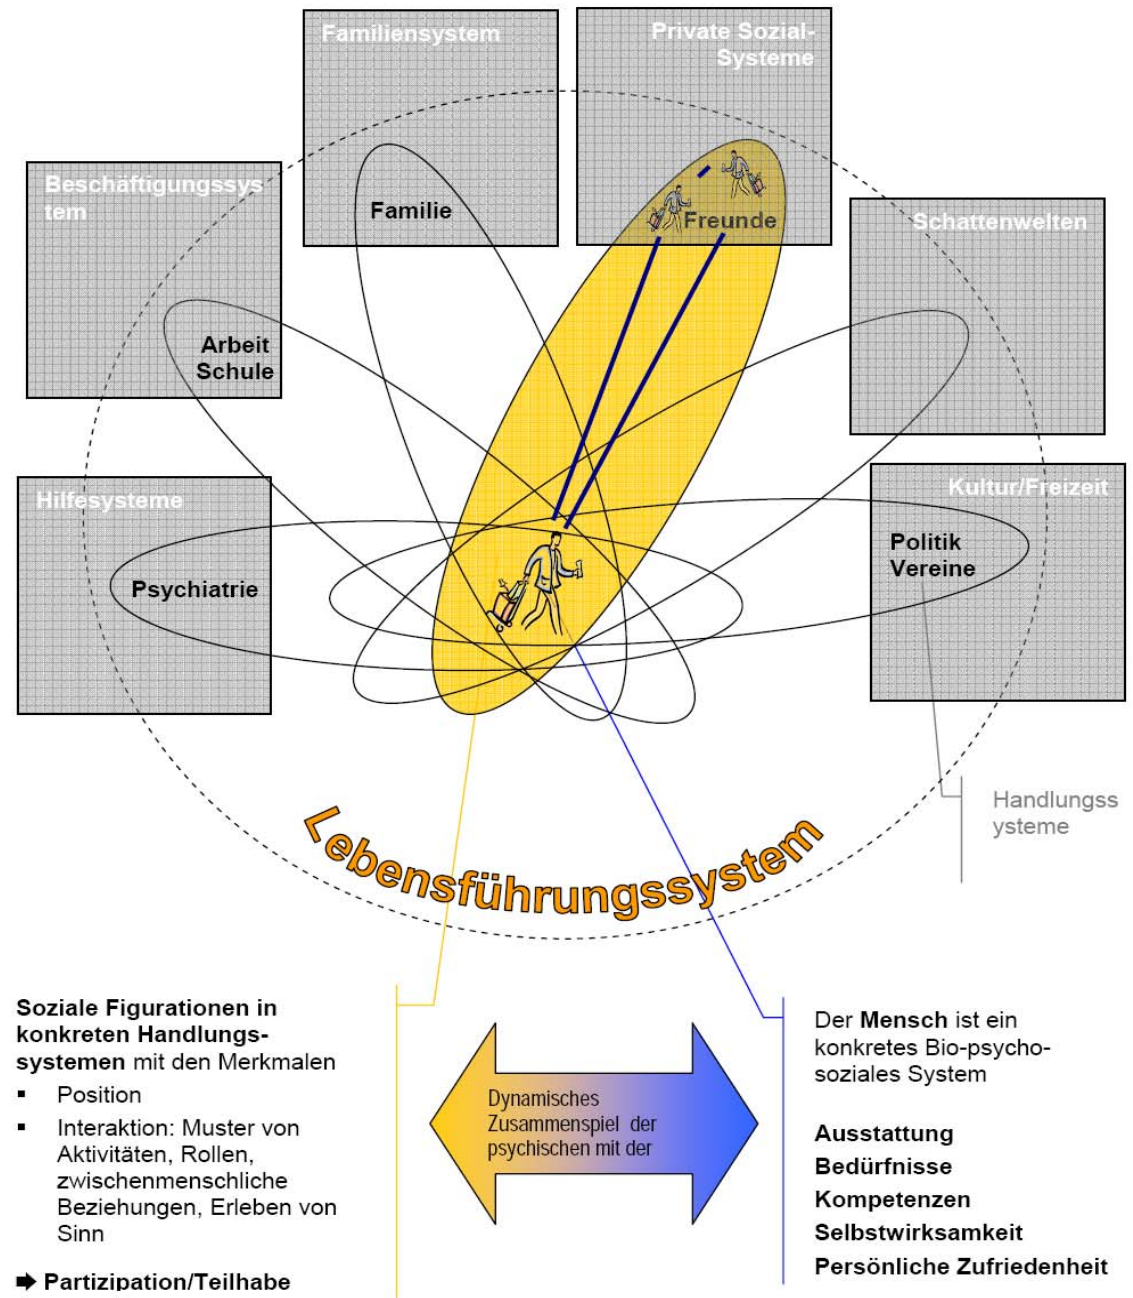 Familiensystem
Private Sozial-
Systeme
Beschäftigungssys
tem
Familie
Freunde
Schattenwelten
Arbeit
Schule
Hilfesysteme
Kultur/Freizeit
Psychiatrie
Politik
Vereine
Handlungss
ysteme
Lebensführungssystem
Soziale Figurationen in
konkreten Handlungs-
systemen mit den Merkmalen
▪ Position
▪ Interaktion: Muster von
Aktivitäten, Rollen,
zwischenmenschliche
Beziehungen, Erleben von
Sinn
➡ Partizipation/Teilhabe
Dynamisches
Zusammenspiel der
psychischen mit der
Der Mensch ist ein
konkretes Bio-psycho-
soziales System
Ausstattung
Bedürfnisse
Kompetenzen
Selbstwirksamkeit
Persönliche Zufriedenheit